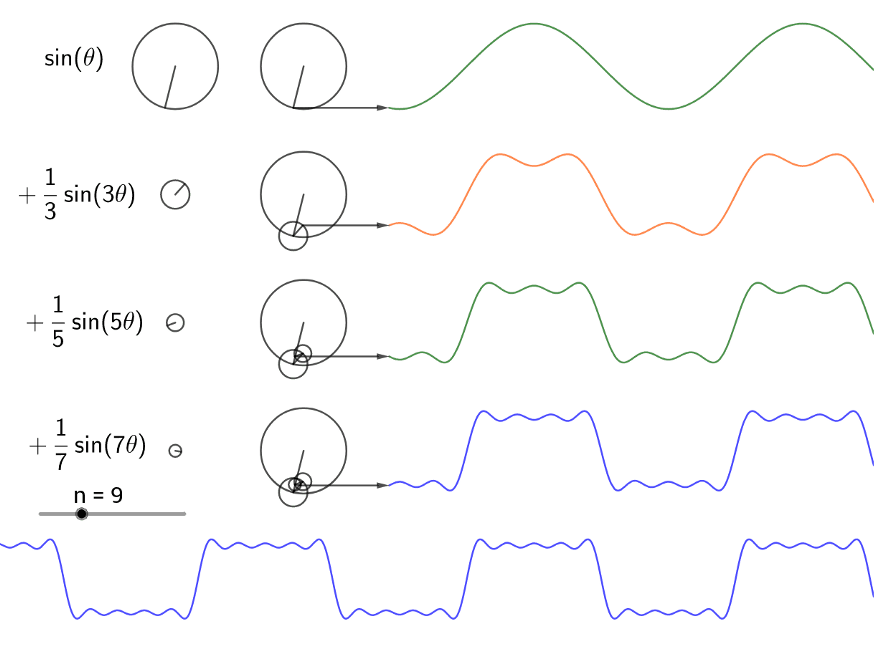 sin(θ)
+ 1/3 sin(3θ)
+ 1/5 sin(5θ)
+ 1/7 sin(7θ)
n = 9